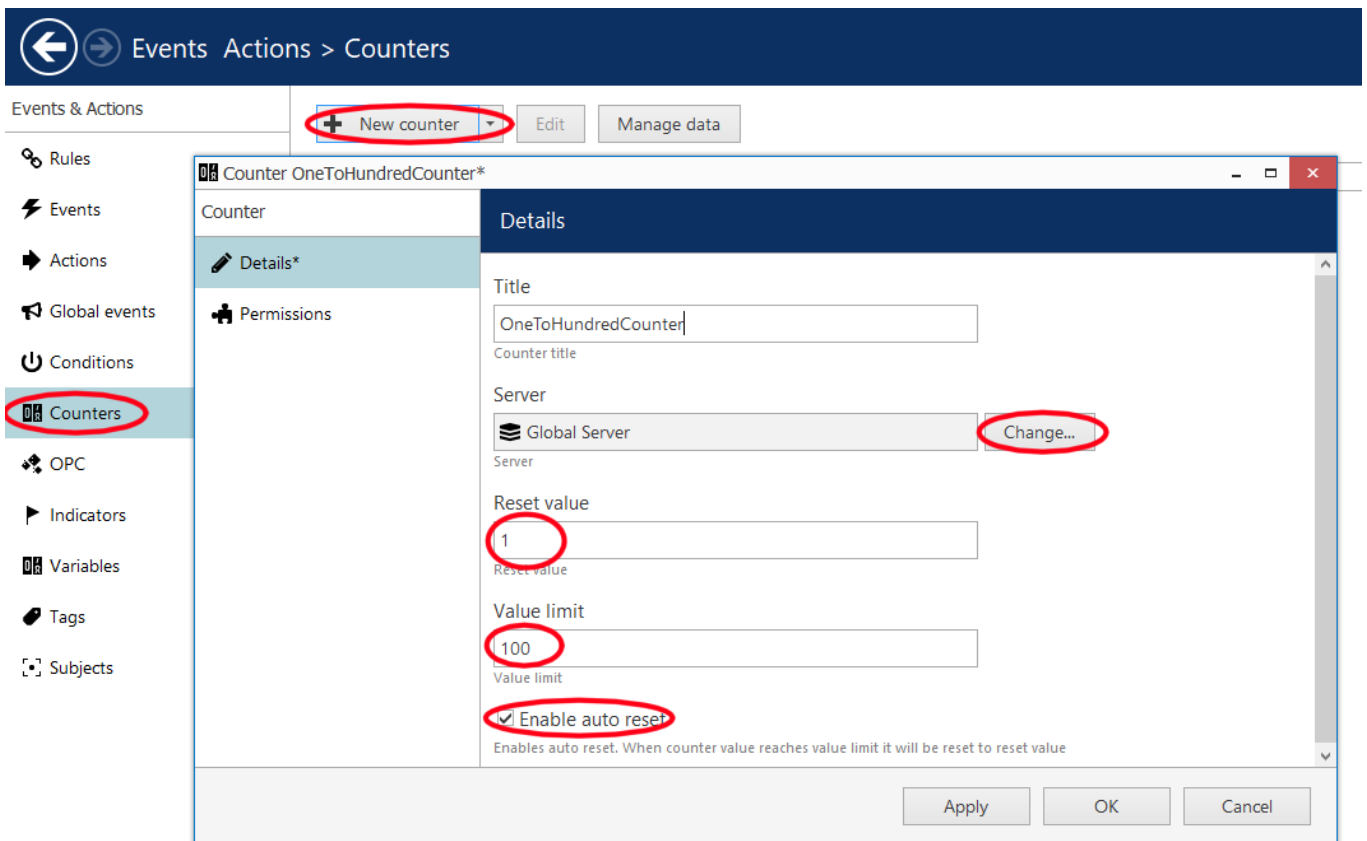 Events Actions > Counters
Events & Actions
New counter Edit Manage data
Rules
Events
Actions
Global events
Conditions
Counters
OPC
Indicators
Variables
Tags
Subjects
Counter OneToHundredCounter*
Counter
Details*
Permissions
Details
Title
OneToHundredCounter
Counter title
Server
Global Server Change...
Server
Reset value
1
Reset value
Value limit
100
Value limit
Enable auto reset
Enables auto reset. When counter value reaches value limit it will be reset to reset value
Apply OK Cancel